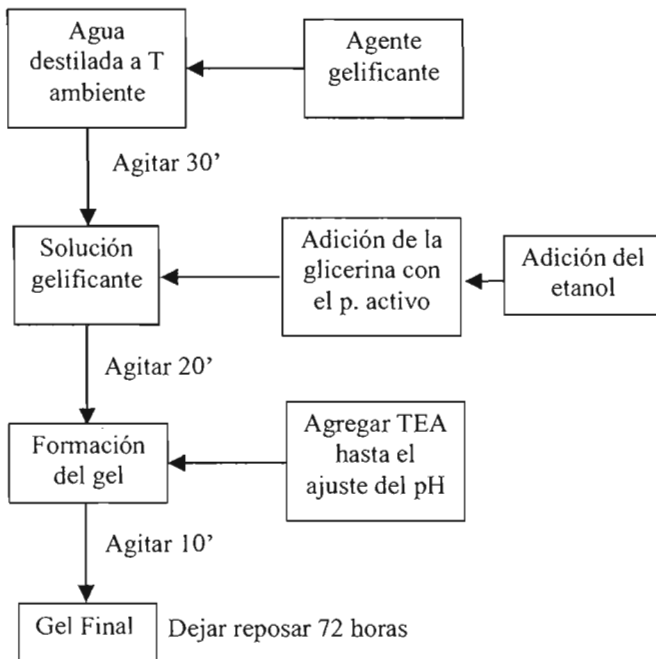 Agua
destilada a T
ambiente
Agente
gelificante
Agitar 30’
Solución
gelificante
Adición de la
glicerina con
el p. activo
Adición del
etanol
Agitar 20’
Formación
del gel
Agregar TEA
hasta el
ajuste del pH
Agitar 10’
Gel Final
Dejar reposar 72 horas